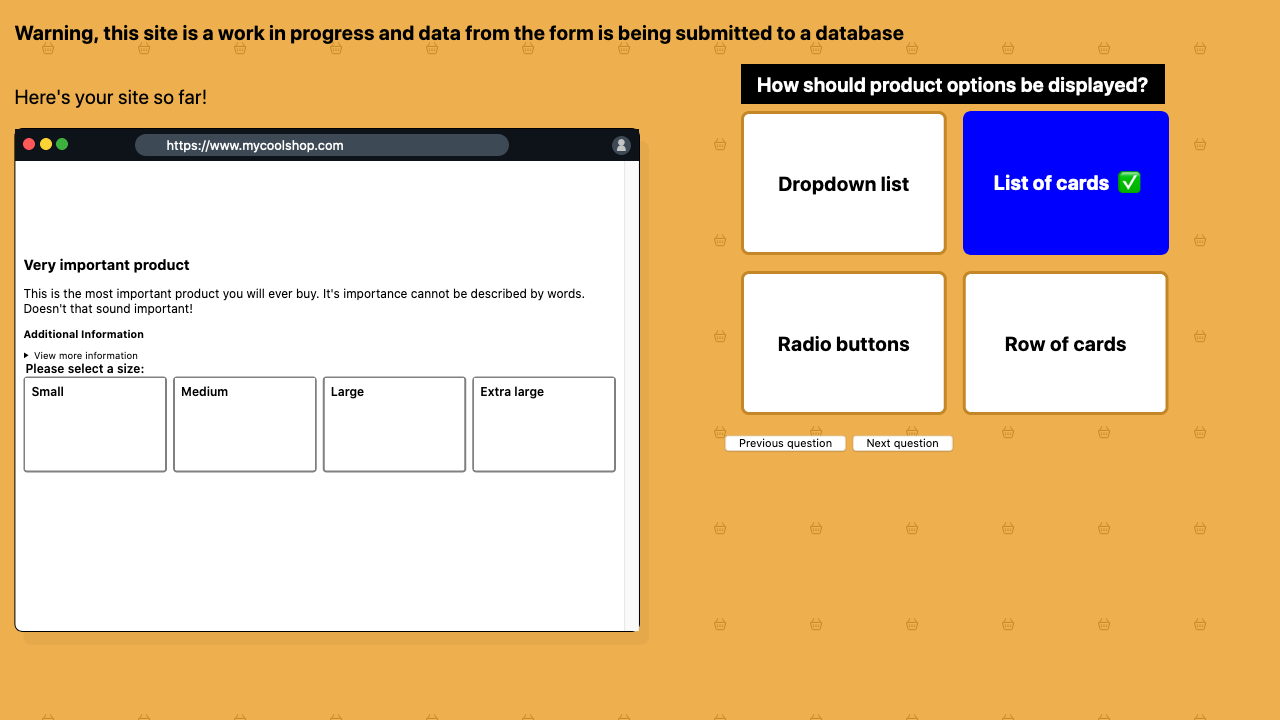 Warning, this site is a work in progress and data from the form is being submitted to a database
Here's your site so far!
https://www.mycoolshop.com
Very important product
This is the most important product you will ever buy. It's importance cannot be described by words.
Doesn't that sound important!
Additional Information
View more information
Please select a size:
Small
Medium
Large
Extra large
How should product options be displayed?
Dropdown list
List of cards ✅
Radio buttons
Row of cards
Previous question
Next question